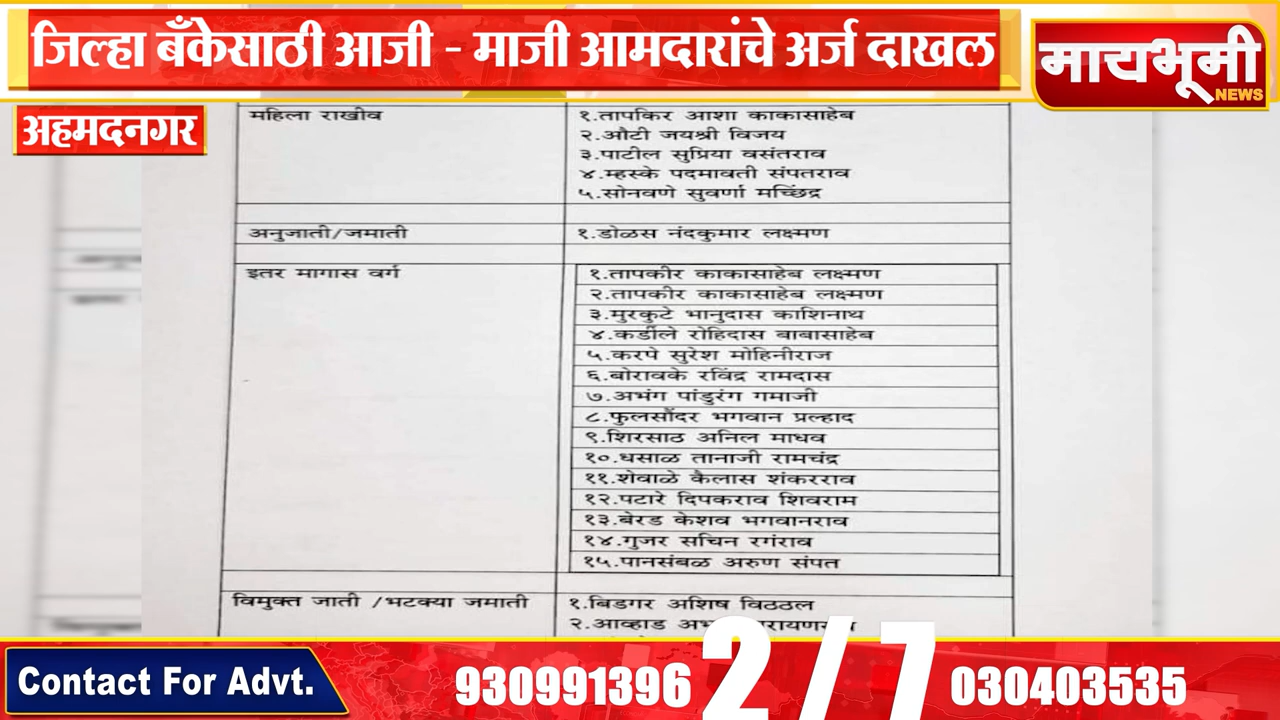 जिल्हा बँकेसाठी आजी - माजी आमदारांचे अर्ज दाखल
मायभूमी
NEWS
अहमदनगर
महिला राखीव
१.तापकिर आशा काकासाहेब
२.औटी जयश्री विजय
३.पाटील सुप्रिया वसंतराव
४.म्हस्के पदमावती संपतराव
५.सोनवणे सुवर्णा मच्छिंद्र
अनुजाती/जमाती
१.डोळस नंदकुमार लक्ष्मण
इतर मागास वर्ग
१.तापकीर काकासाहेब लक्ष्मण
२.तापकीर काकासाहेब लक्ष्मण
३.मुरकुटे भानुदास काशिनाथ
४.कर्डीले रोहिदास बाबासाहेब
५.करपे सुरेश मोहिनीराज
६.बोरावके रविंद्र रामदास
७.अभंग पांडुरंग गमाजी
८.फुलसौंदर भगवान प्रल्हाद
९.शिरसाठ अनिल माधव
१०.धसाळ तानाजी रामचंद्र
११.शेवाळे कैलास शंकरराव
१२.पटारे दिपकराव शिवराम
१३.बेरड केशव भगवानराव
१४.गुजर सचिन रगंराव
१५.पानसंबळ अरुण संपत
विमुक्त जाती /भटक्या जमाती
१.बिडगर अशिष विठठल
२.आव्हाड
Contact For Advt.
930991396
2/7
030403535